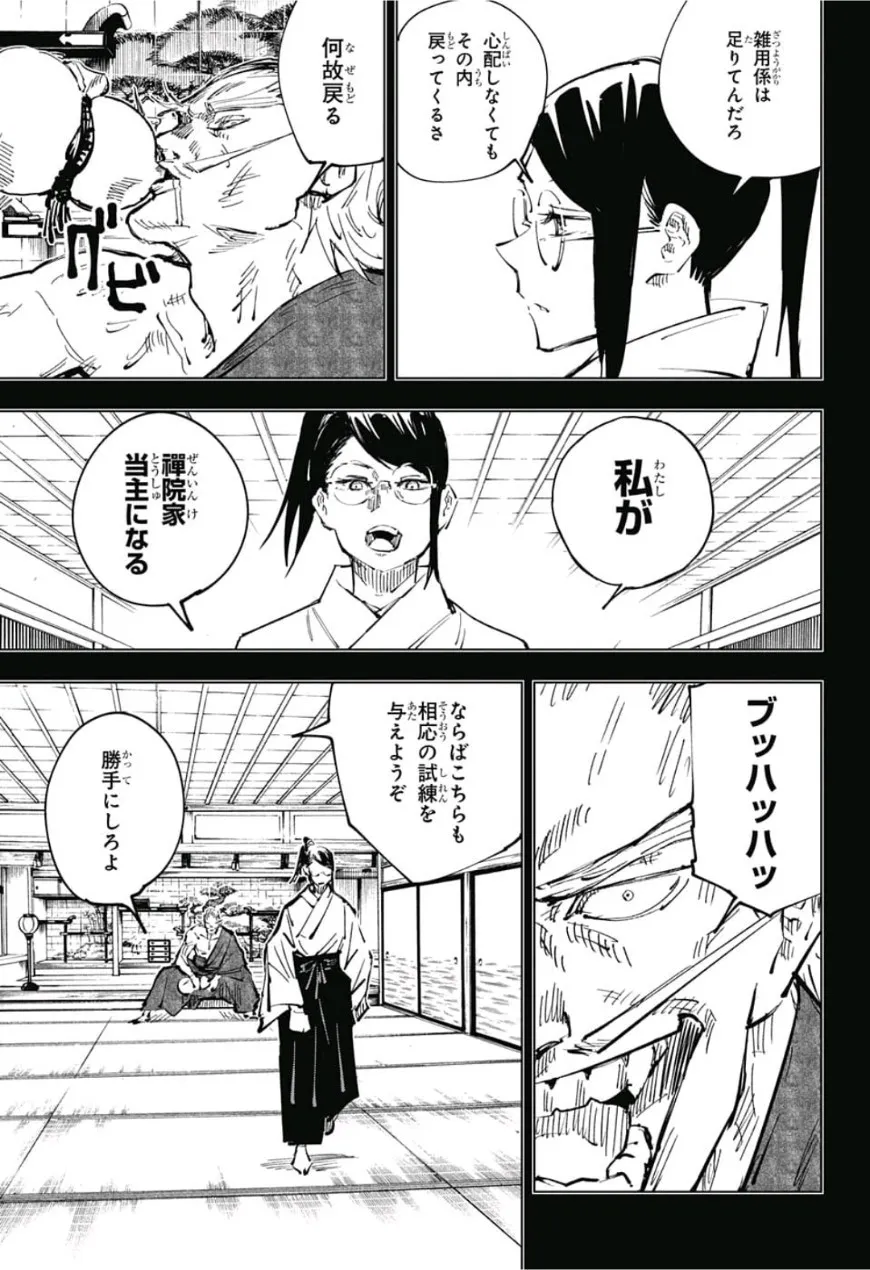 雑用係は
足りてんだろ
心配しなくても
その内
戻ってくるさ
何故戻る
グビ
私が
禪院家
当主になる
ブッハッハッ
ならばこちらも
相応の試練を
与えようぞ
勝手にしろよ